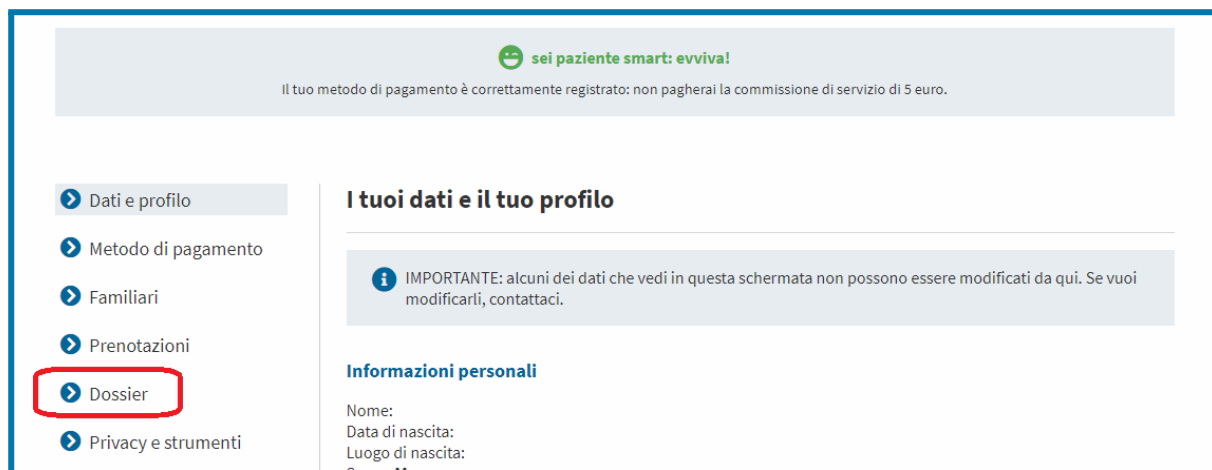 sei paziente smart: evviva!
Il tuo metodo di pagamento è correttamente registrato: non pagherai la commissione di servizio di 5 euro.
Dati e profilo
Metodo di pagamento
Familiari
Prenotazioni
Dossier
Privacy e strumenti
I tuoi dati e il tuo profilo
IMPORTANTE: alcuni dei dati che vedi in questa schermata non possono essere modificati da qui. Se vuoi
modificarli, contattaci.
Informazioni personali
Nome:
Data di nascita:
Luogo di nascita: